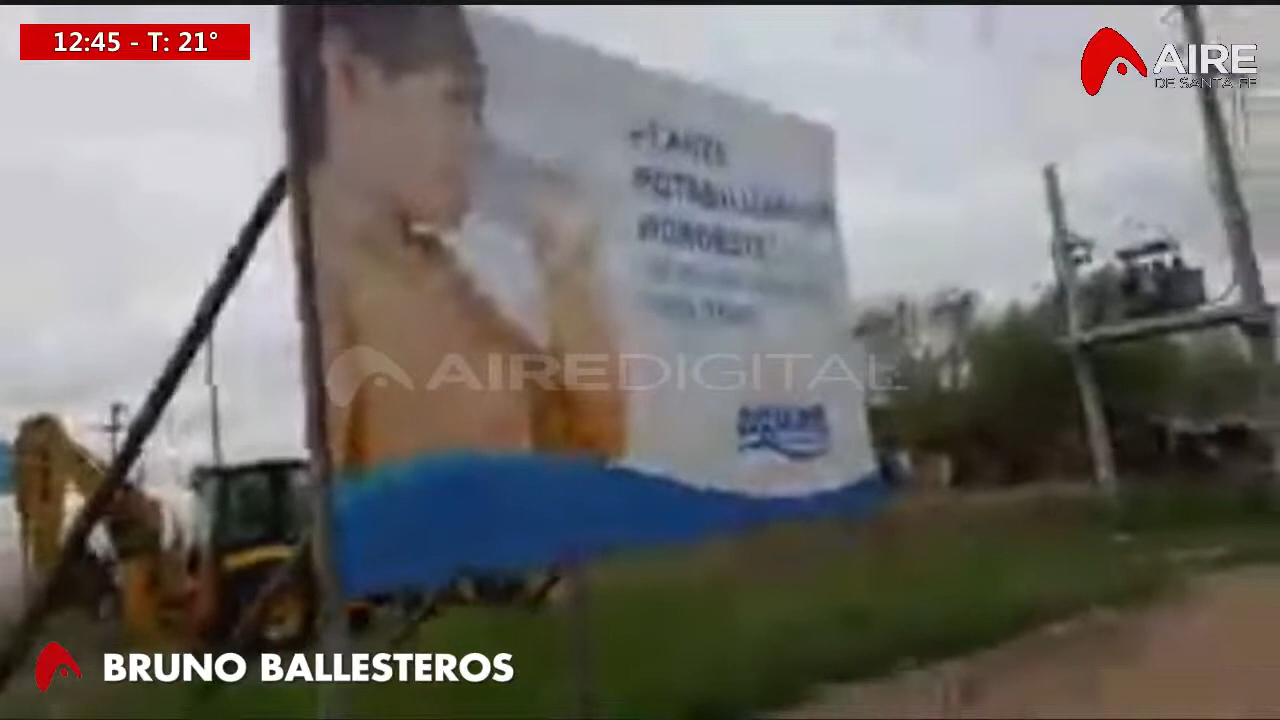 12:45 - T: 21°
AIRE
DE SANTA FE
PLANTA
POTABILIZADORA
NOROESTE
AIREDIGITAL
BRUNO BALLESTEROS